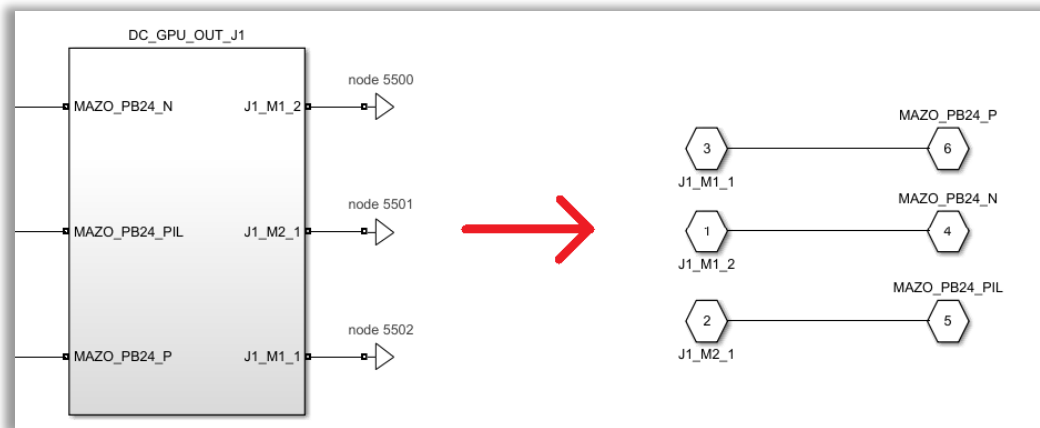 DC_GPU_OUT_J1
MAZO_PB24_N
J1_M1_2
node 5500
MAZO_PB24_PIL
J1_M2_1
node 5501
MAZO_PB24_P
J1_M1_1
node 5502
MAZO_PB24_P
3
6
J1_M1_1
MAZO_PB24_N
1
4
J1_M1_2
MAZO_PB24_PIL
2
5
J1_M2_1